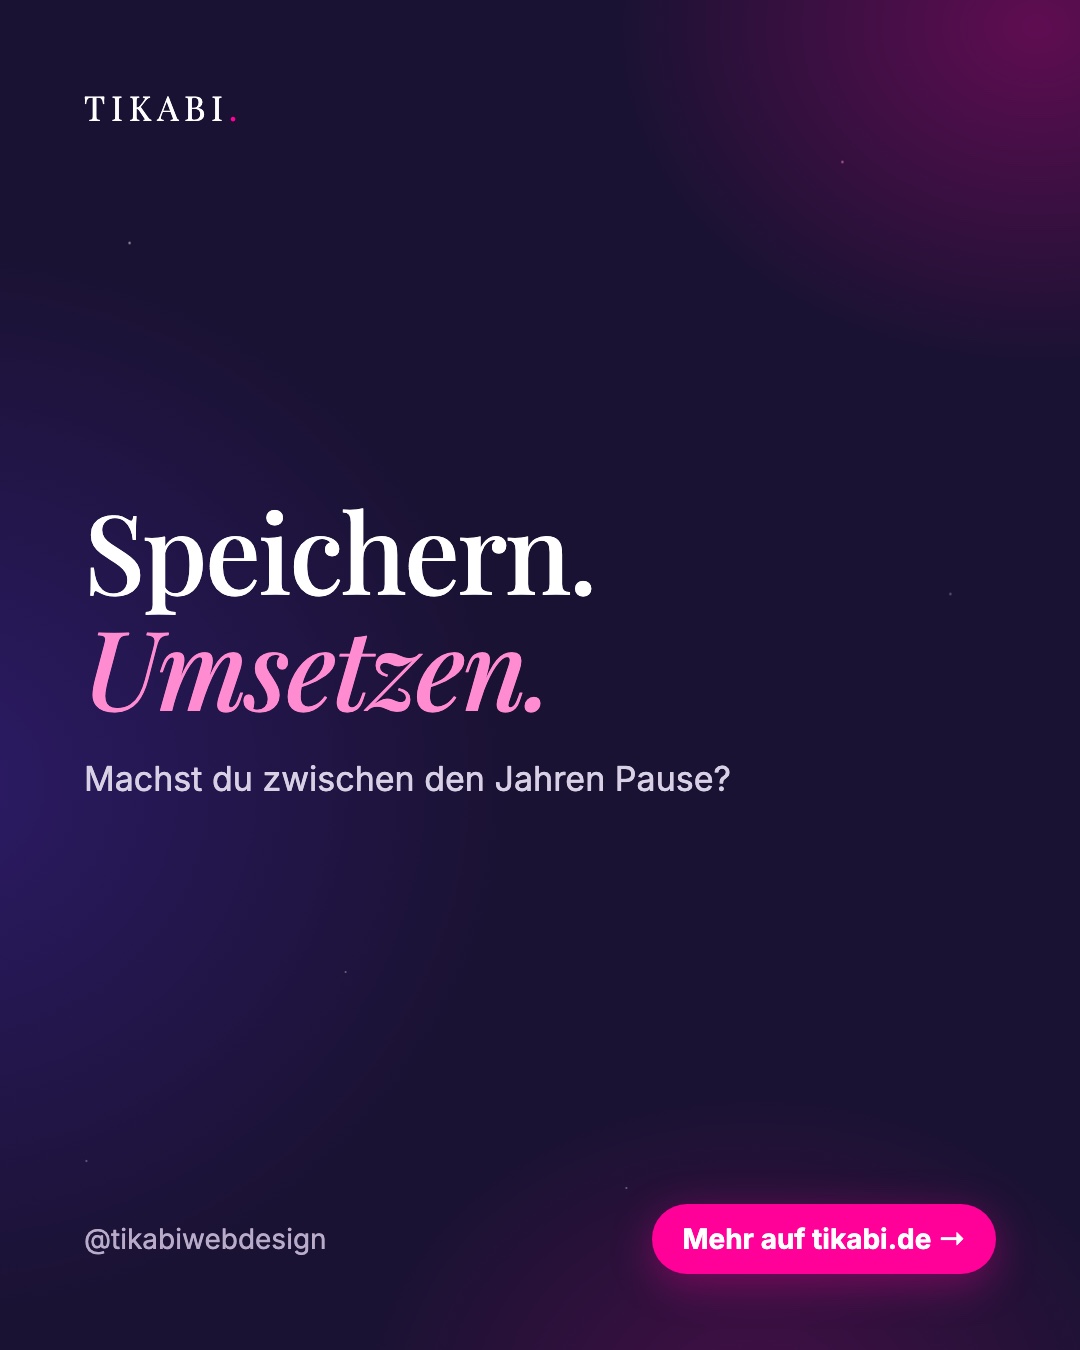 TIKABI.
Speichern.
Umsetzen.
Machst du zwischen den Jahren Pause?
@tikabiwebdesign
Mehr auf tikabi.de →